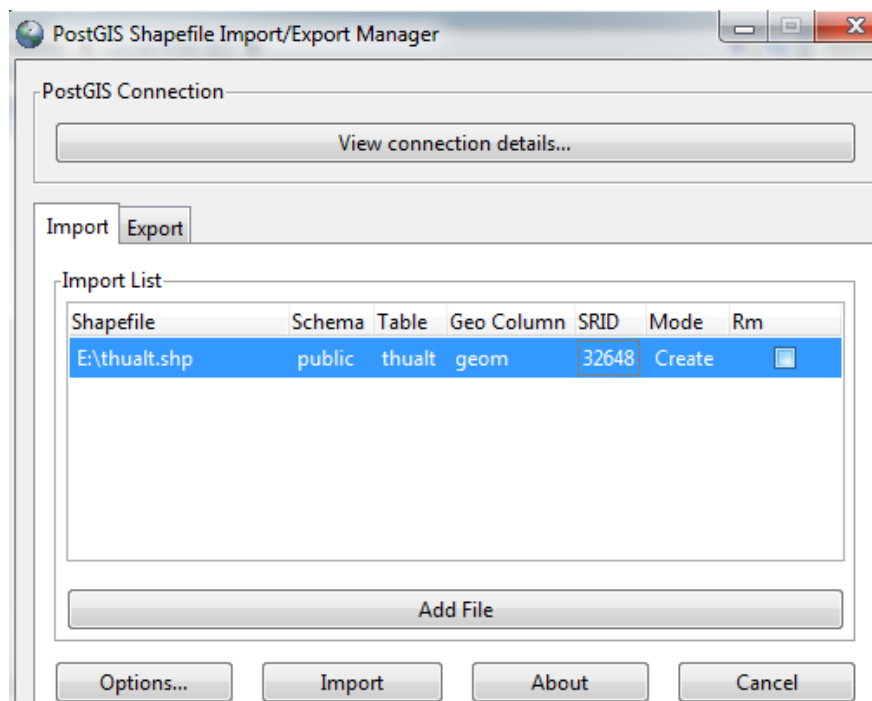 PostGIS Shapefile Import/Export Manager
PostGIS Connection
View connection details...
Import Export
Import List
Shapefile Schema Table Geo Column SRID Mode Rm
E:\thualt.shp public thualt geom 32648 Create
Add File
Options... Import About Cancel